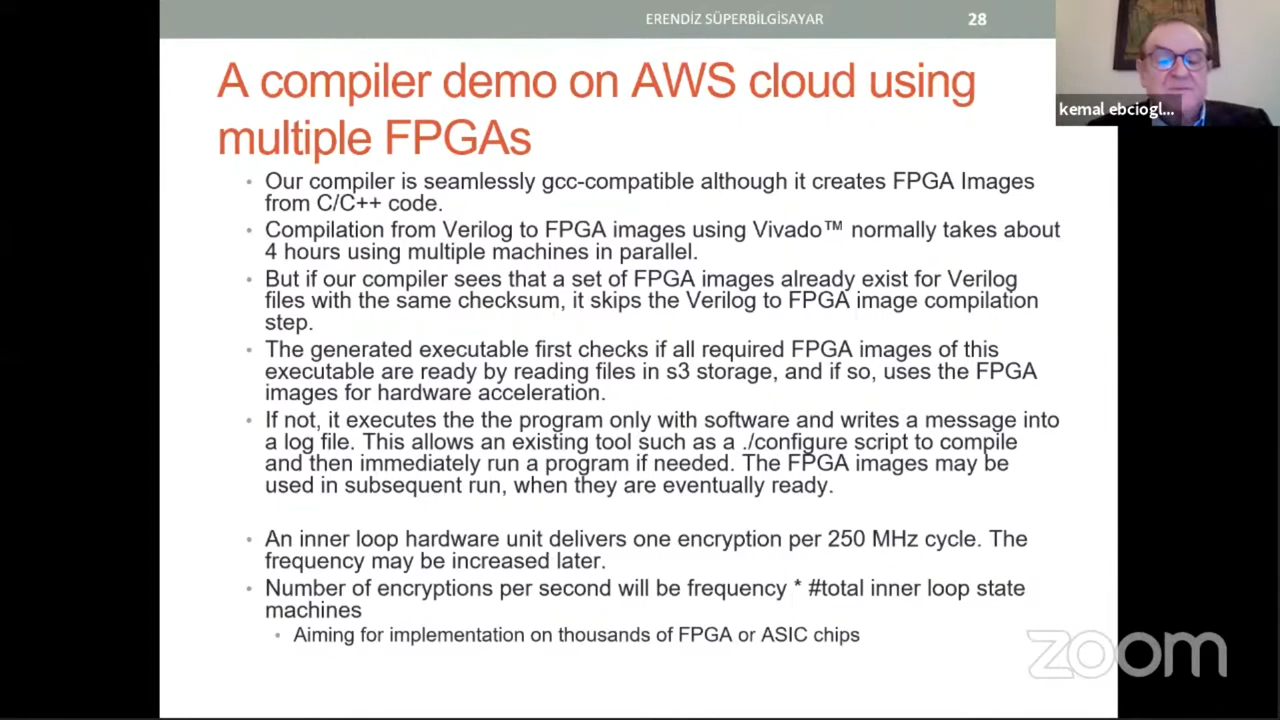 ERENDİZ SÜPERBİLGİSAYAR
28
A compiler demo on AWS cloud using
multiple FPGAs
• Our compiler is seamlessly gcc-compatible although it creates FPGA Images
from C/C++ code.
• Compilation from Verilog to FPGA images using Vivado™ normally takes about
4 hours using multiple machines in parallel.
• But if our compiler sees that a set of FPGA images already exist for Verilog
files with the same checksum, it skips the Verilog to FPGA image compilation
step.
• The generated executable first checks if all required FPGA images of this
executable are ready by reading files in s3 storage, and if so, uses the FPGA
images for hardware acceleration.
• If not, it executes the the program only with software and writes a message into
a log file. This allows an existing tool such as a ./configure script to compile
and then immediately run a program if needed. The FPGA images may be
used in subsequent run, when they are eventually ready.
• An inner loop hardware unit delivers one encryption per 250 MHz cycle. The
frequency may be increased later.
• Number of encryptions per second will be frequency * #total inner loop state
machines
• Aiming for implementation on thousands of FPGA or ASIC chips
kemal ebciogl...
zoom